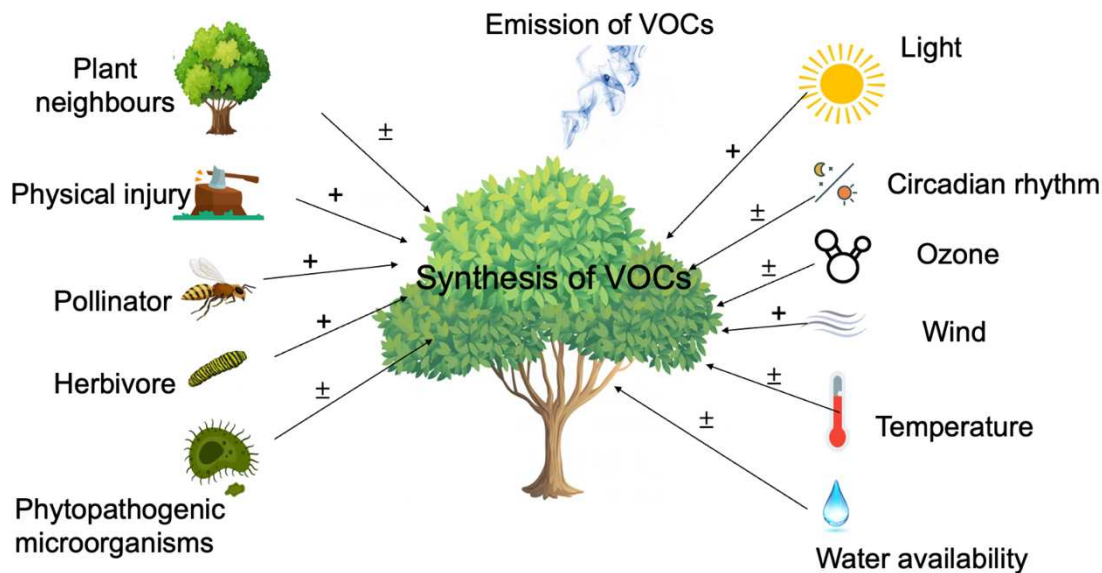 Emission of VOCs
Plant
neighbours
±
Physical injury
+
Pollinator
+
Herbivore
+
Phytopathogenic
microorganisms
±
Synthesis of VOCs
Light
+
Circadian rhythm
±
Ozone
±
Wind
+
Temperature
±
Water availability
±